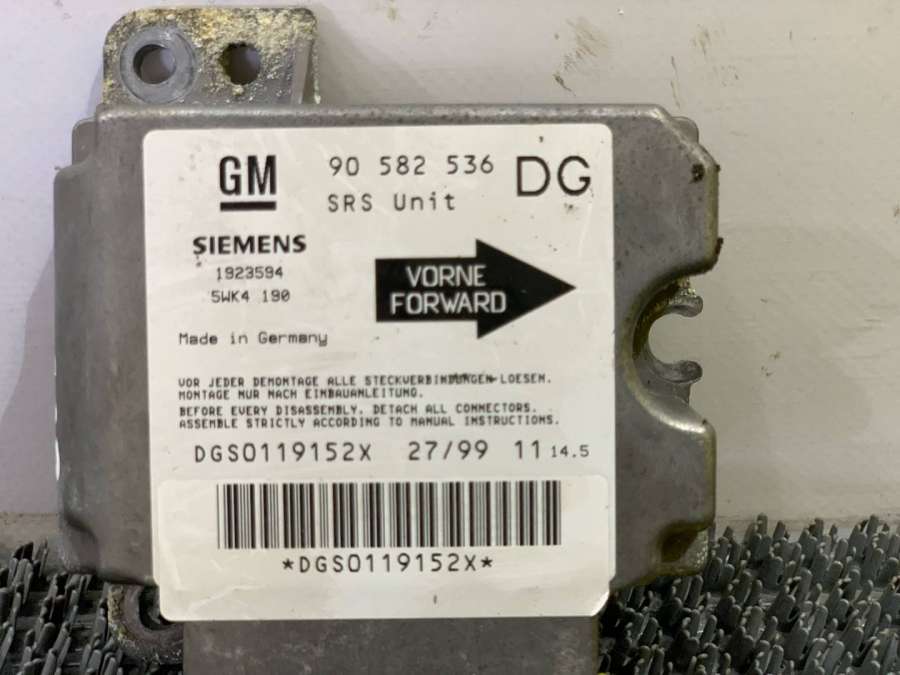 GM 90 582 536 DG
SRS Unit
SIEMENS
1923594
5WK4 190
VORNE
FORWARD
Made in Germany
VOR JEDER DEMONTAGE ALLE STECKVERBINDUNGEN LOESEN.
MONTAGE NUR NACH EINBAUANLEITUNG.
BEFORE EVERY DISASSEMBLY, DETACH ALL CONNECTORS.
ASSEMBLE STRICTLY ACCORDING TO MANUAL INSTRUCTIONS.
DGS0119152X 27/99 11 14.5
*DGS0119152X*